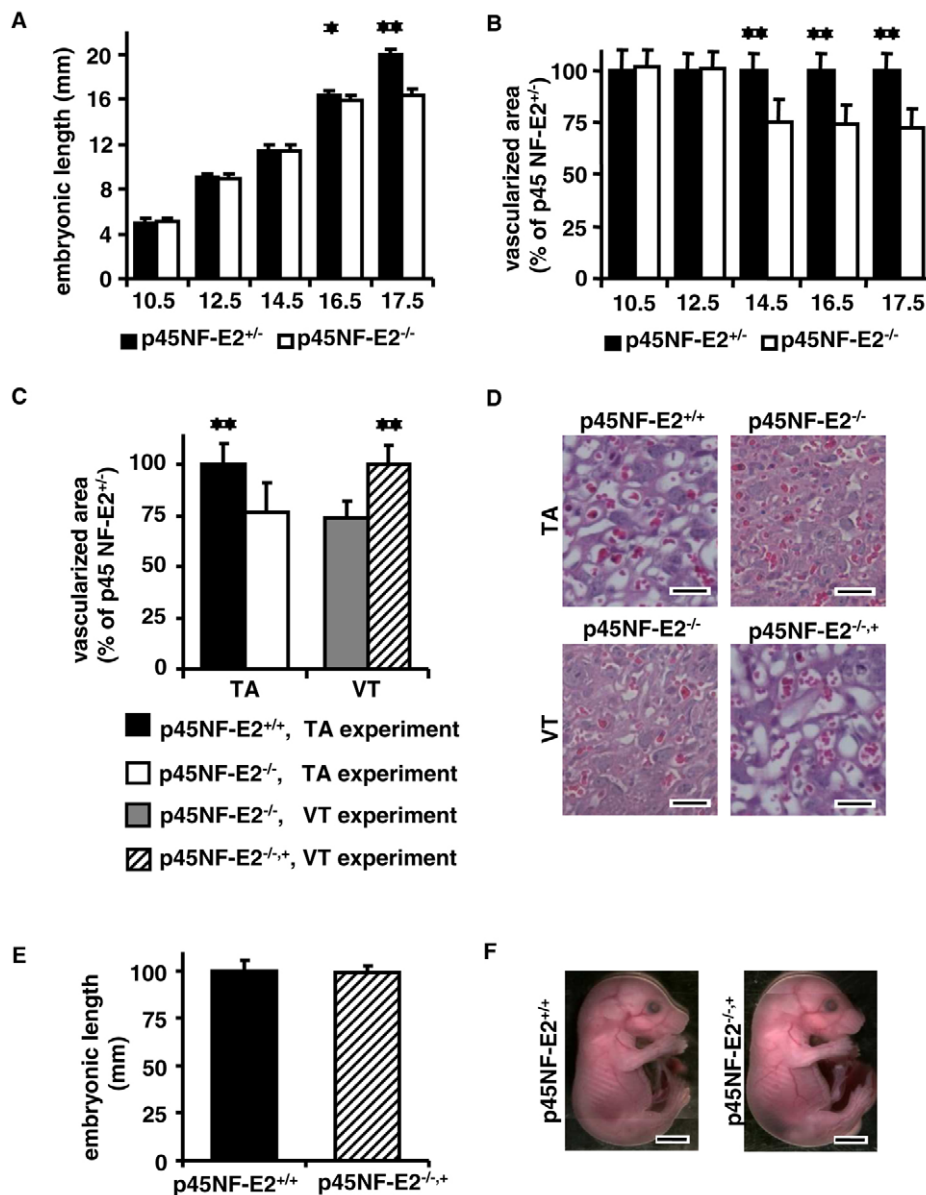 A
embryonic length (mm)
20
16
12
8
4
0
* **
10.5 12.5 14.5 16.5 17.5
■p45NF-E2+/- □p45NF-E2-/-
B
vascularized area
(% of p45 NF-E2+/-)
100
75
50
25
0
** ** **
10.5 12.5 14.5 16.5 17.5
■p45NF-E2+/- □p45NF-E2-/-
C
vascularized area
(% of p45 NF-E2+/-)
100
75
50
25
0
** **
TA VT
p45NF-E2+/+, TA experiment
p45NF-E2-/-, TA experiment
p45NF-E2-/-, VT experiment
p45NF-E2-/-,+, VT experiment
D
p45NF-E2+/+ p45NF-E2-/-
TA
p45NF-E2-/- p45NF-E2-/-,+
VT
E
embryonic length
(mm)
100
75
50
25
0
p45NF-E2+/+ p45NF-E2-/-,+
F
p45NF-E2+/+
p45NF-E2-/-,+